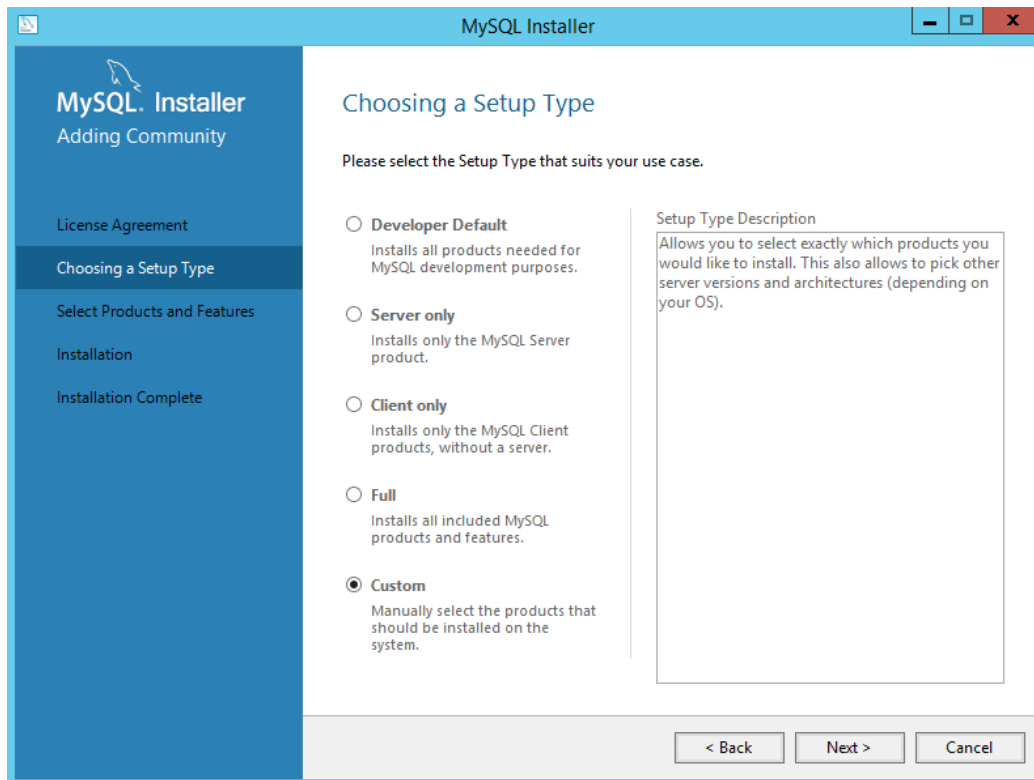 MySQL Installer
MySQL. Installer
Adding Community
License Agreement
Choosing a Setup Type
Select Products and Features
Installation
Installation Complete
Choosing a Setup Type
Please select the Setup Type that suits your use case.
Developer Default
Installs all products needed for
MySQL development purposes.
Server only
Installs only the MySQL Server
product.
Client only
Installs only the MySQL Client
products, without a server.
Full
Installs all included MySQL
products and features.
Custom
Manually select the products that
should be installed on the
system.
Setup Type Description
Allows you to select exactly which products you
would like to install. This also allows to pick other
server versions and architectures (depending on
your OS).
< Back
Next >
Cancel